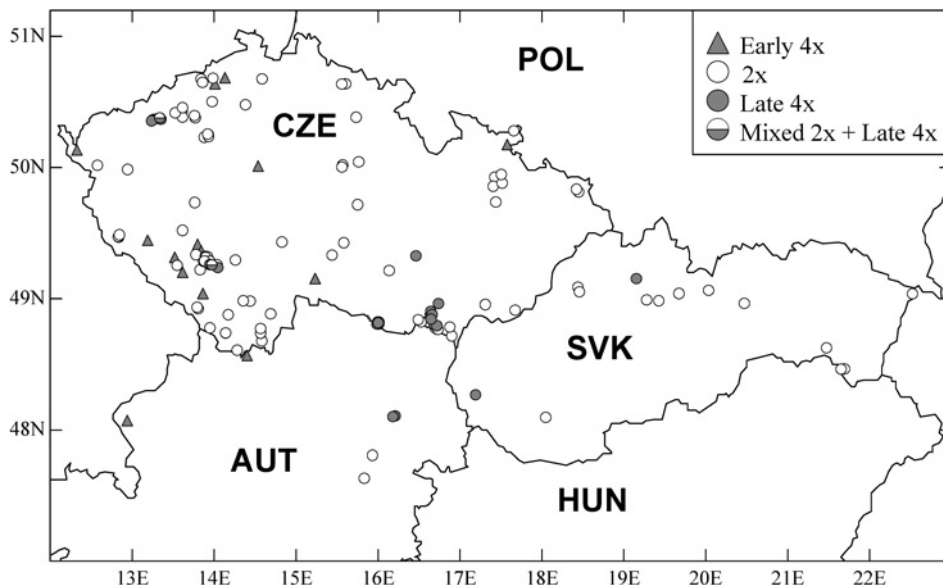 51N
50N
49N
48N
POL
CZE
SVK
AUT
HUN
Early 4x
2x
Late 4x
Mixed 2x + Late 4x
13E 14E 15E 16E 17E 18E 19E 20E 21E 22E